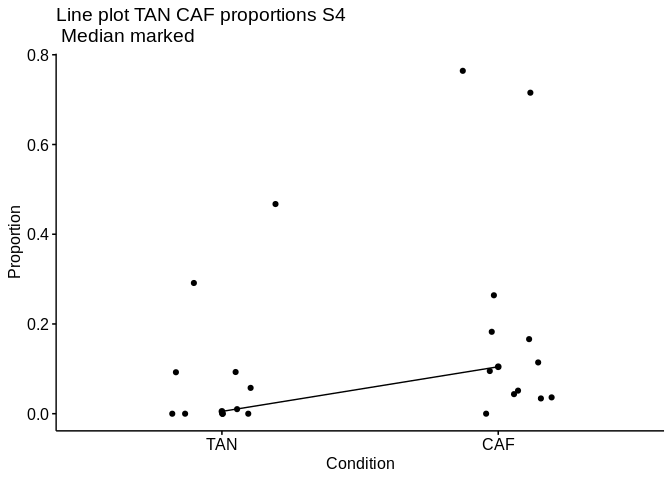 Line plot TAN CAF proportions S4
Median marked
0.8
0.6
0.4
0.2
0.0
Proportion
TAN CAF
Condition